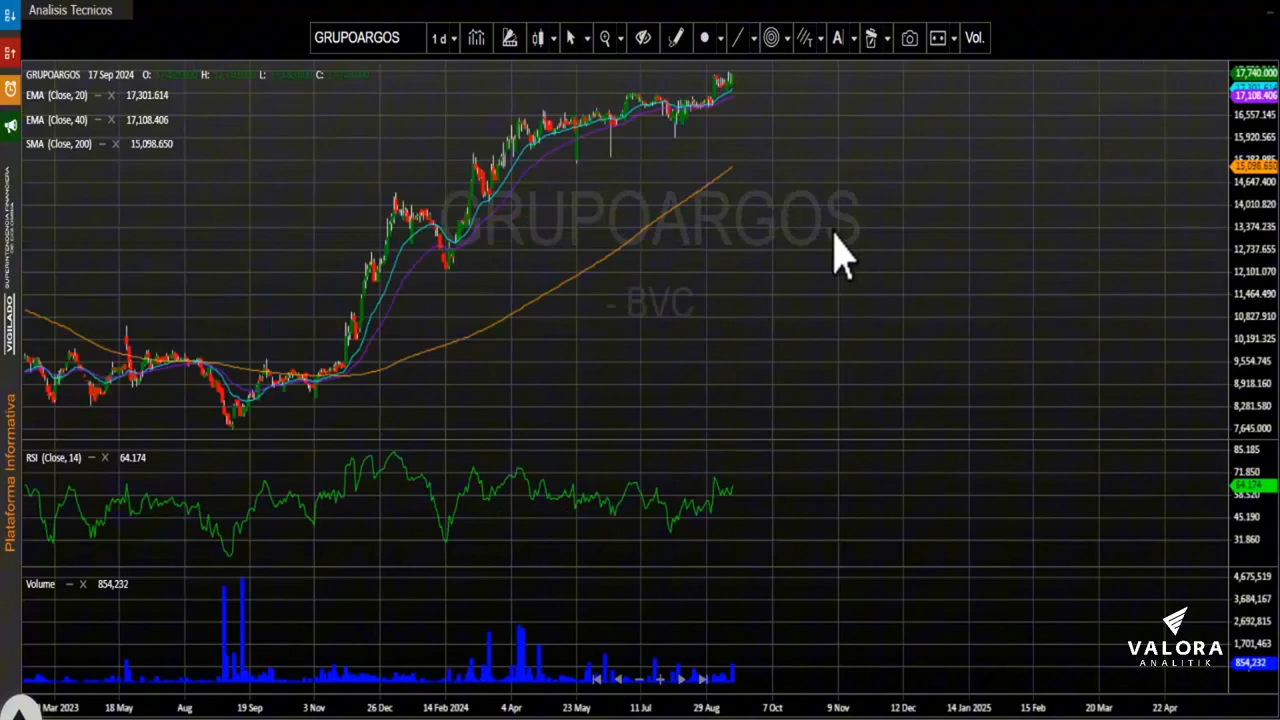 Analisis Tecnicos
GRUPOARGOS 1 d Vol.
GRUPOARGOS 17 Sep 2024 O: H: L: C:
EMA (Close, 20) – X 17,301.614
EMA (Close, 40) – X 17,108.406
SMA (Close, 200) – X 15,098.650
GRUPOARGOS
- BVC
17,740.000
17,108.406
16,557.145
15,920.565
15,098.650
14,647.400
14,010.820
13,374.235
12,737.655
12,101.070
11,464.490
10,827.910
10,191.325
9,554.745
8,918.160
8,281.580
7,645.000
RSI (Close, 14) – X 64.174
85.185
71.850
64.174
58.520
45.190
31.860
Volume – X 854,232
4,675,519
3,684,167
2,692,815
1,701,463
854,232
Mar 2023 18 May Aug 19 Sep 3 Nov 26 Dec 14 Feb 2024 4 Apr 23 May 11 Jul 29 Aug 7 Oct 9 Nov 12 Dec 14 Jan 2025 15 Feb 20 Mar 22 Apr
VIGILADO
Plataforma Informativa
VALORA
ANALITIK